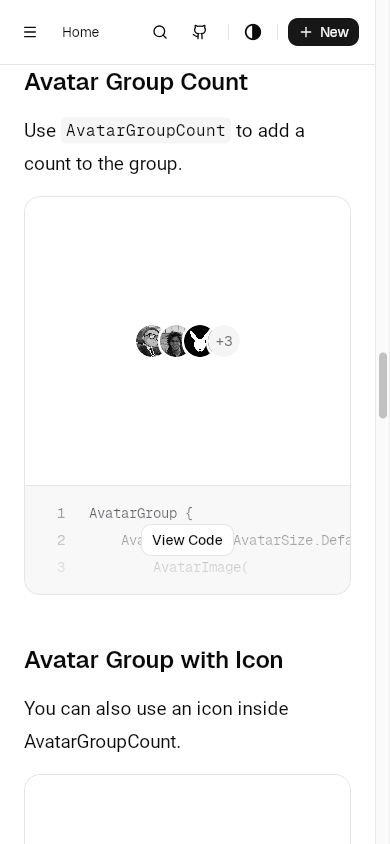 Home
New
Avatar Group Count
Use AvatarGroupCount to add a
count to the group.
+3
1 AvatarGroup {
2 Ava View Code AvatarSize.Defa
3 AvatarImage(
Avatar Group with Icon
You can also use an icon inside
AvatarGroupCount.